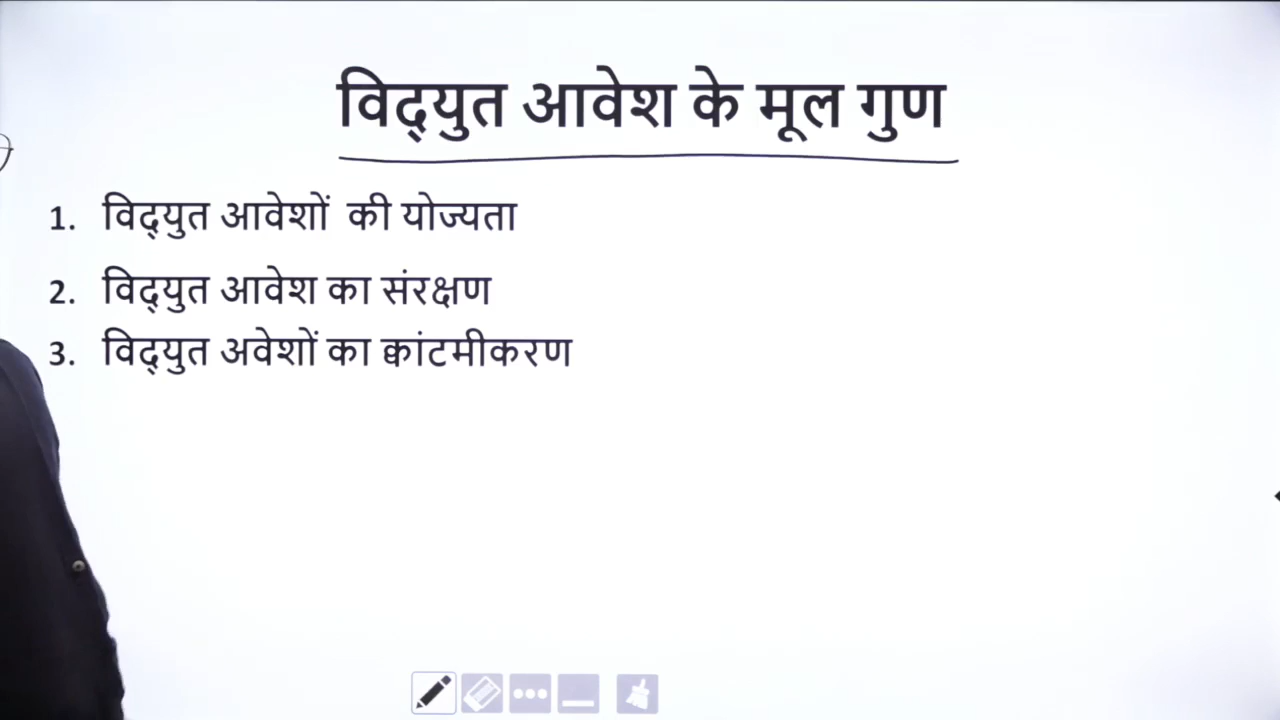 विद्युत आवेश के मूल गुण
1. विद्युत आवेशों की योज्यता
2. विद्युत आवेश का संरक्षण
3. विद्युत अवेशों का क्वांटमीकरण